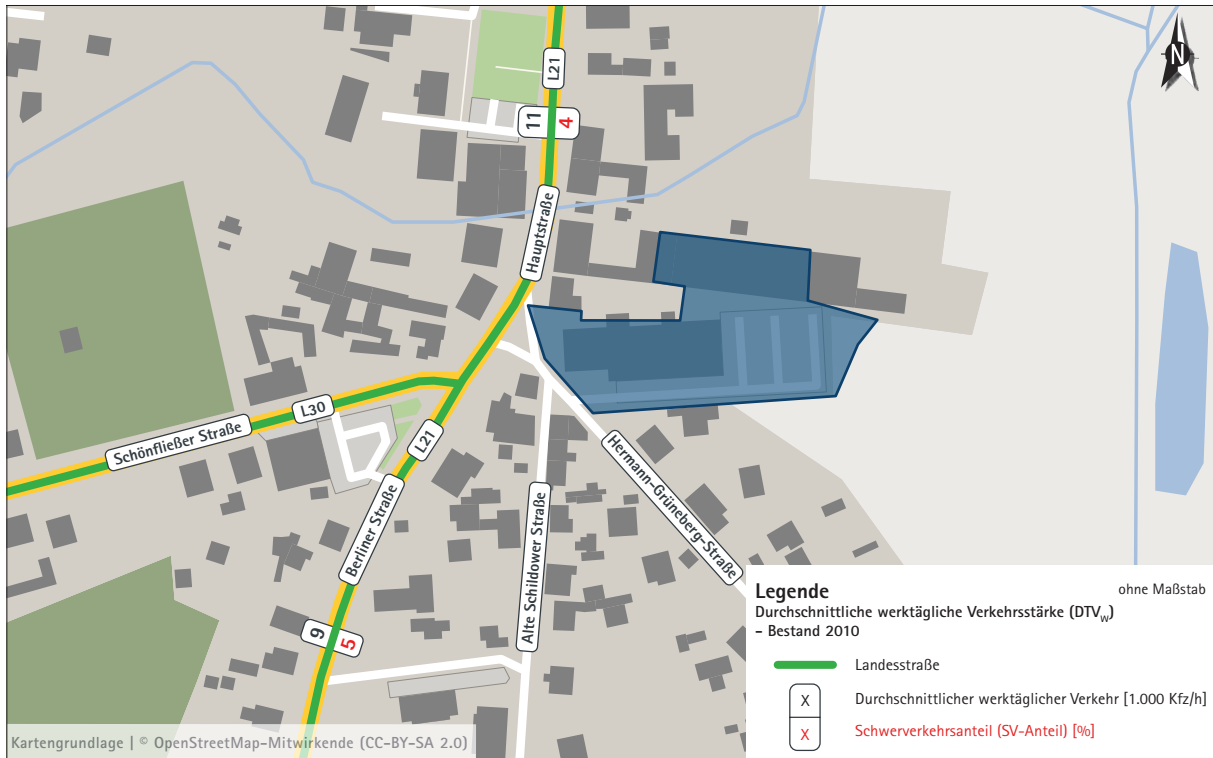 N
L21
11
4
Hauptstraße
L30
Schönfließer Straße
L21
Berliner Straße
Alte Schildower Straße
Hermann-Grüneberg-Straße
9
5
Legende
ohne Maßstab
Durchschnittliche werktägliche Verkehrsstärke (DTVw)
- Bestand 2010
Landesstraße
X
Durchschnittlicher werktäglicher Verkehr [1.000 Kfz/h]
X
Schwerverkehrsanteil (SV-Anteil) [%]
Kartengrundlage | © OpenStreetMap-Mitwirkende (CC-BY-SA 2.0)